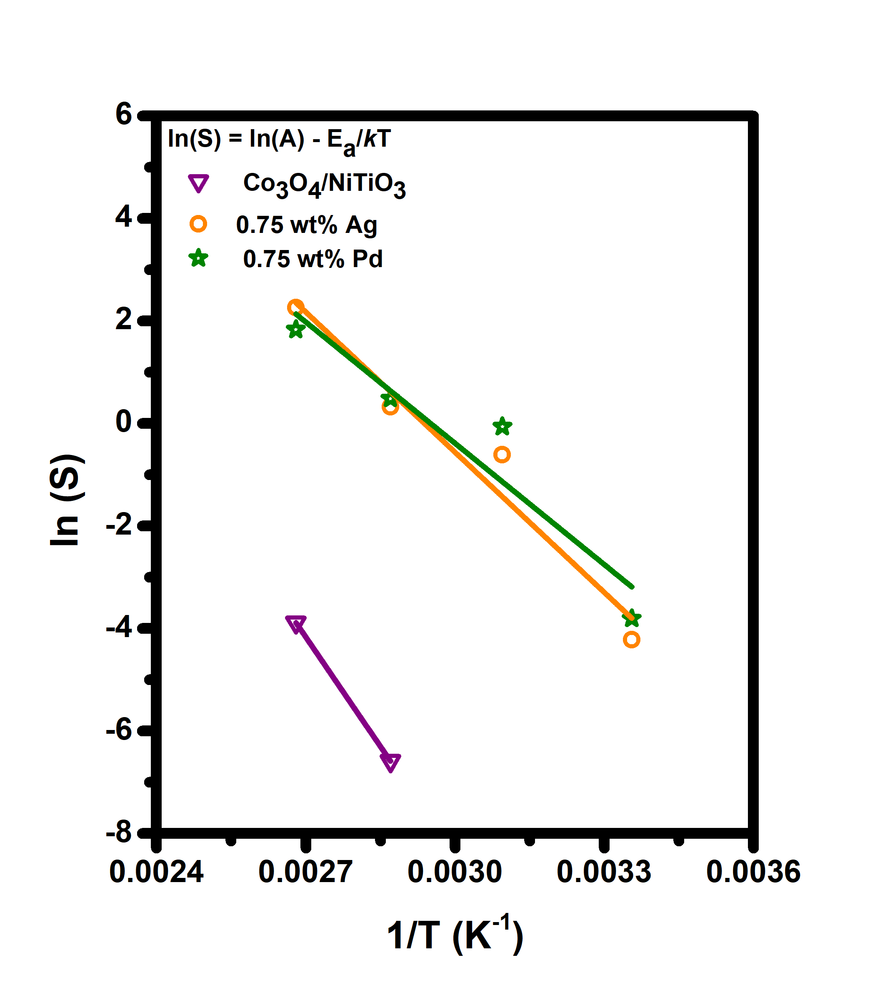 6
ln(S) = ln(A) - Ea/kT
Co3O4/NiTiO3
4
0.75 wt% Ag
0.75 wt% Pd
2
0
ln (S)
-2
-4
-6
-8
0.0024 0.0027 0.0030 0.0033 0.0036
1/T (K-1)